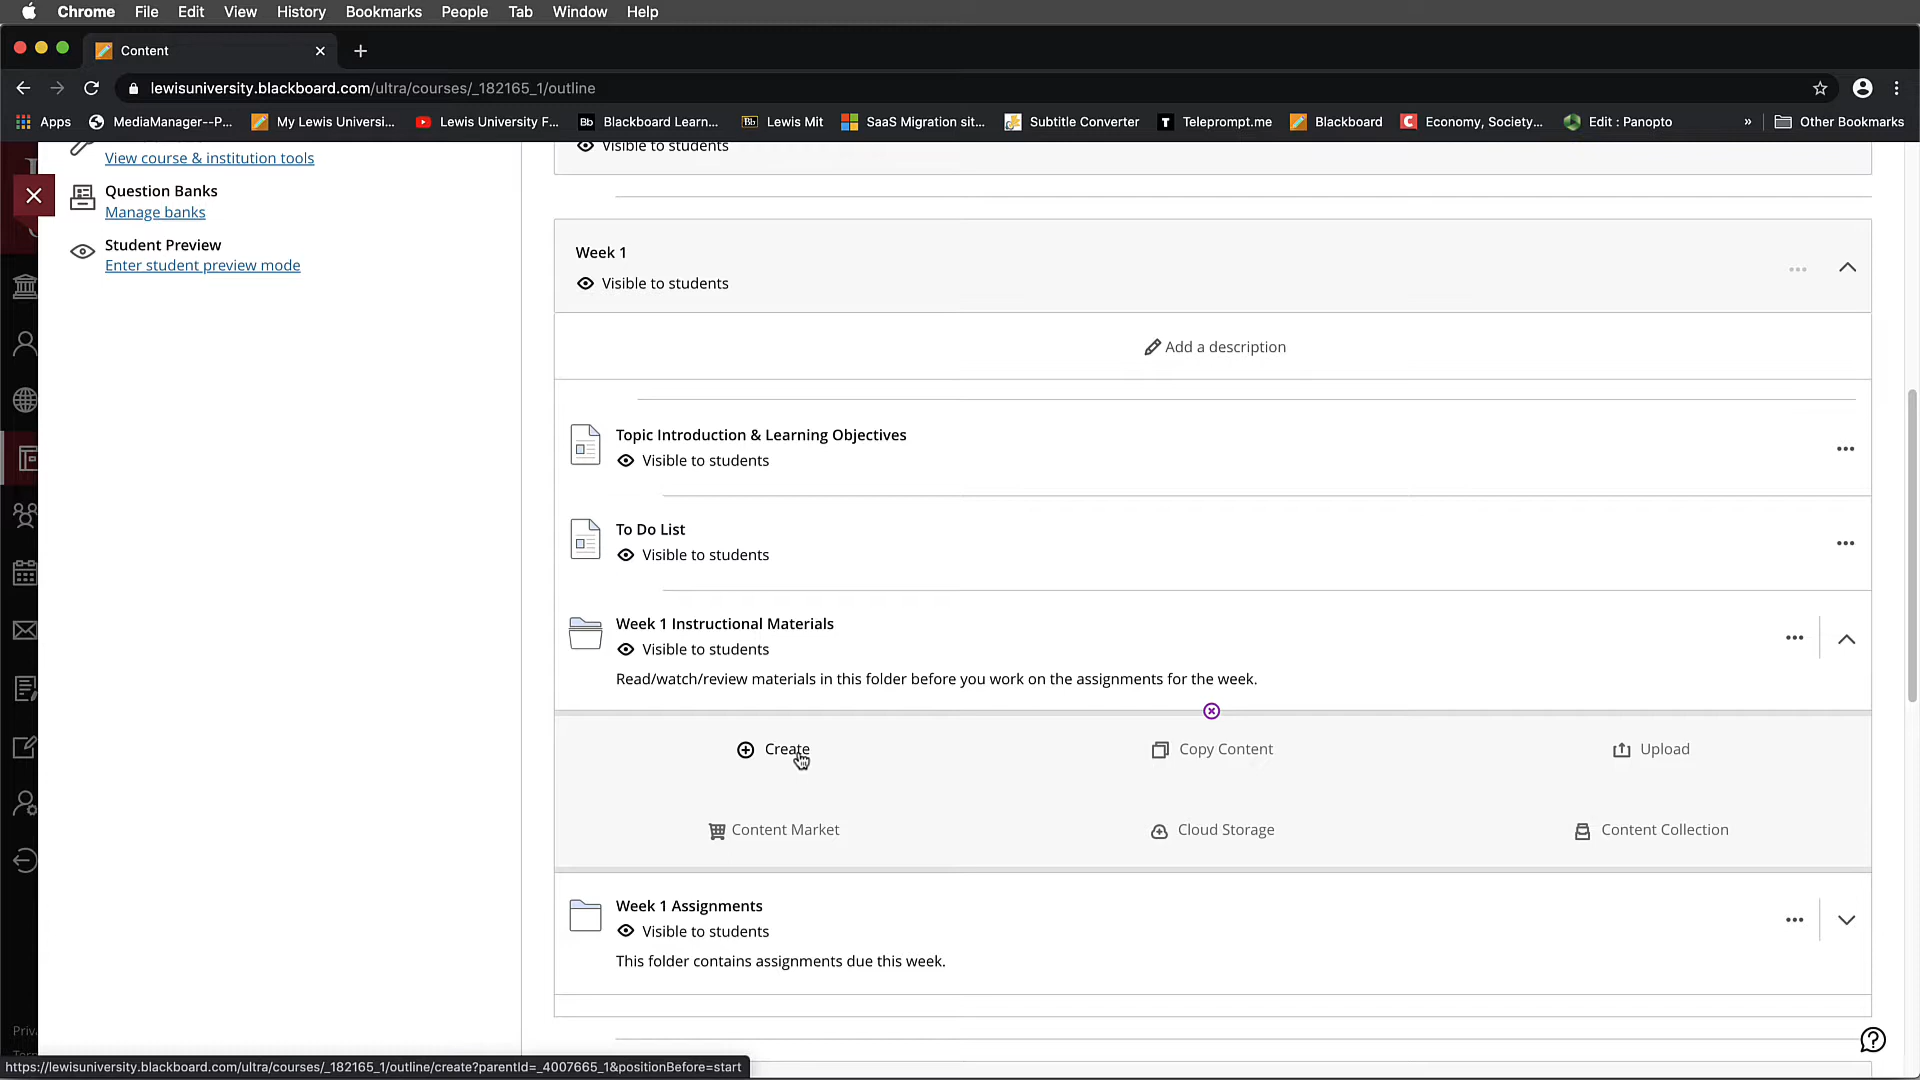 Chrome File Edit View History Bookmarks People Tab Window Help
Content
lewisuniversity.blackboard.com/ultra/courses/_182165_1/outline
Apps MediaManager--P... My Lewis Universi... Lewis University F... Bb Blackboard Learn... Bb Lewis Mit SaaS Migration sit... Subtitle Converter T Teleprompt.me Blackboard C Economy, Society... Edit : Panopto » Other Bookmarks
View course & institution tools
Question Banks
Manage banks
Student Preview
Enter student preview mode
Visible to students
Week 1
Visible to students
Add a description
Topic Introduction & Learning Objectives
Visible to students
To Do List
Visible to students
Week 1 Instructional Materials
Visible to students
Read/watch/review materials in this folder before you work on the assignments for the week.
Create Copy Content Upload
Content Market Cloud Storage Content Collection
Week 1 Assignments
Visible to students
This folder contains assignments due this week.
https://lewisuniversity.blackboard.com/ultra/courses/_182165_1/outline/create?parentId=_4007665_1&positionBefore=start